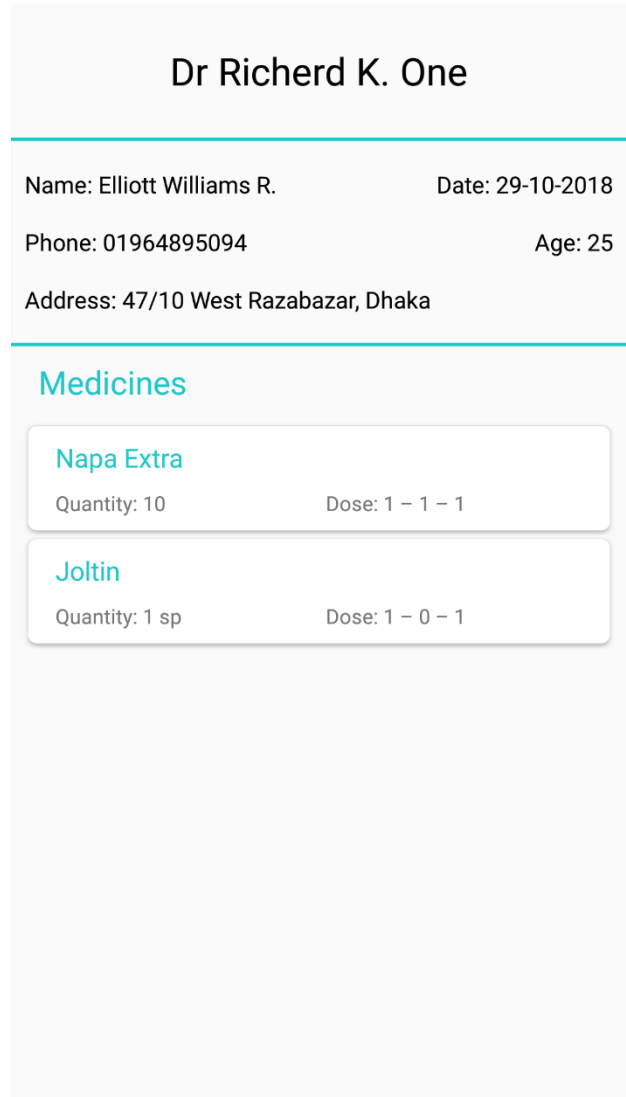 Dr Richerd K. One
Name: Elliott Williams R. Date: 29-10-2018
Phone: 01964895094 Age: 25
Address: 47/10 West Razabazar, Dhaka
Medicines
Napa Extra
Quantity: 10 Dose: 1 – 1 – 1
Joltin
Quantity: 1 sp Dose: 1 – 0 – 1